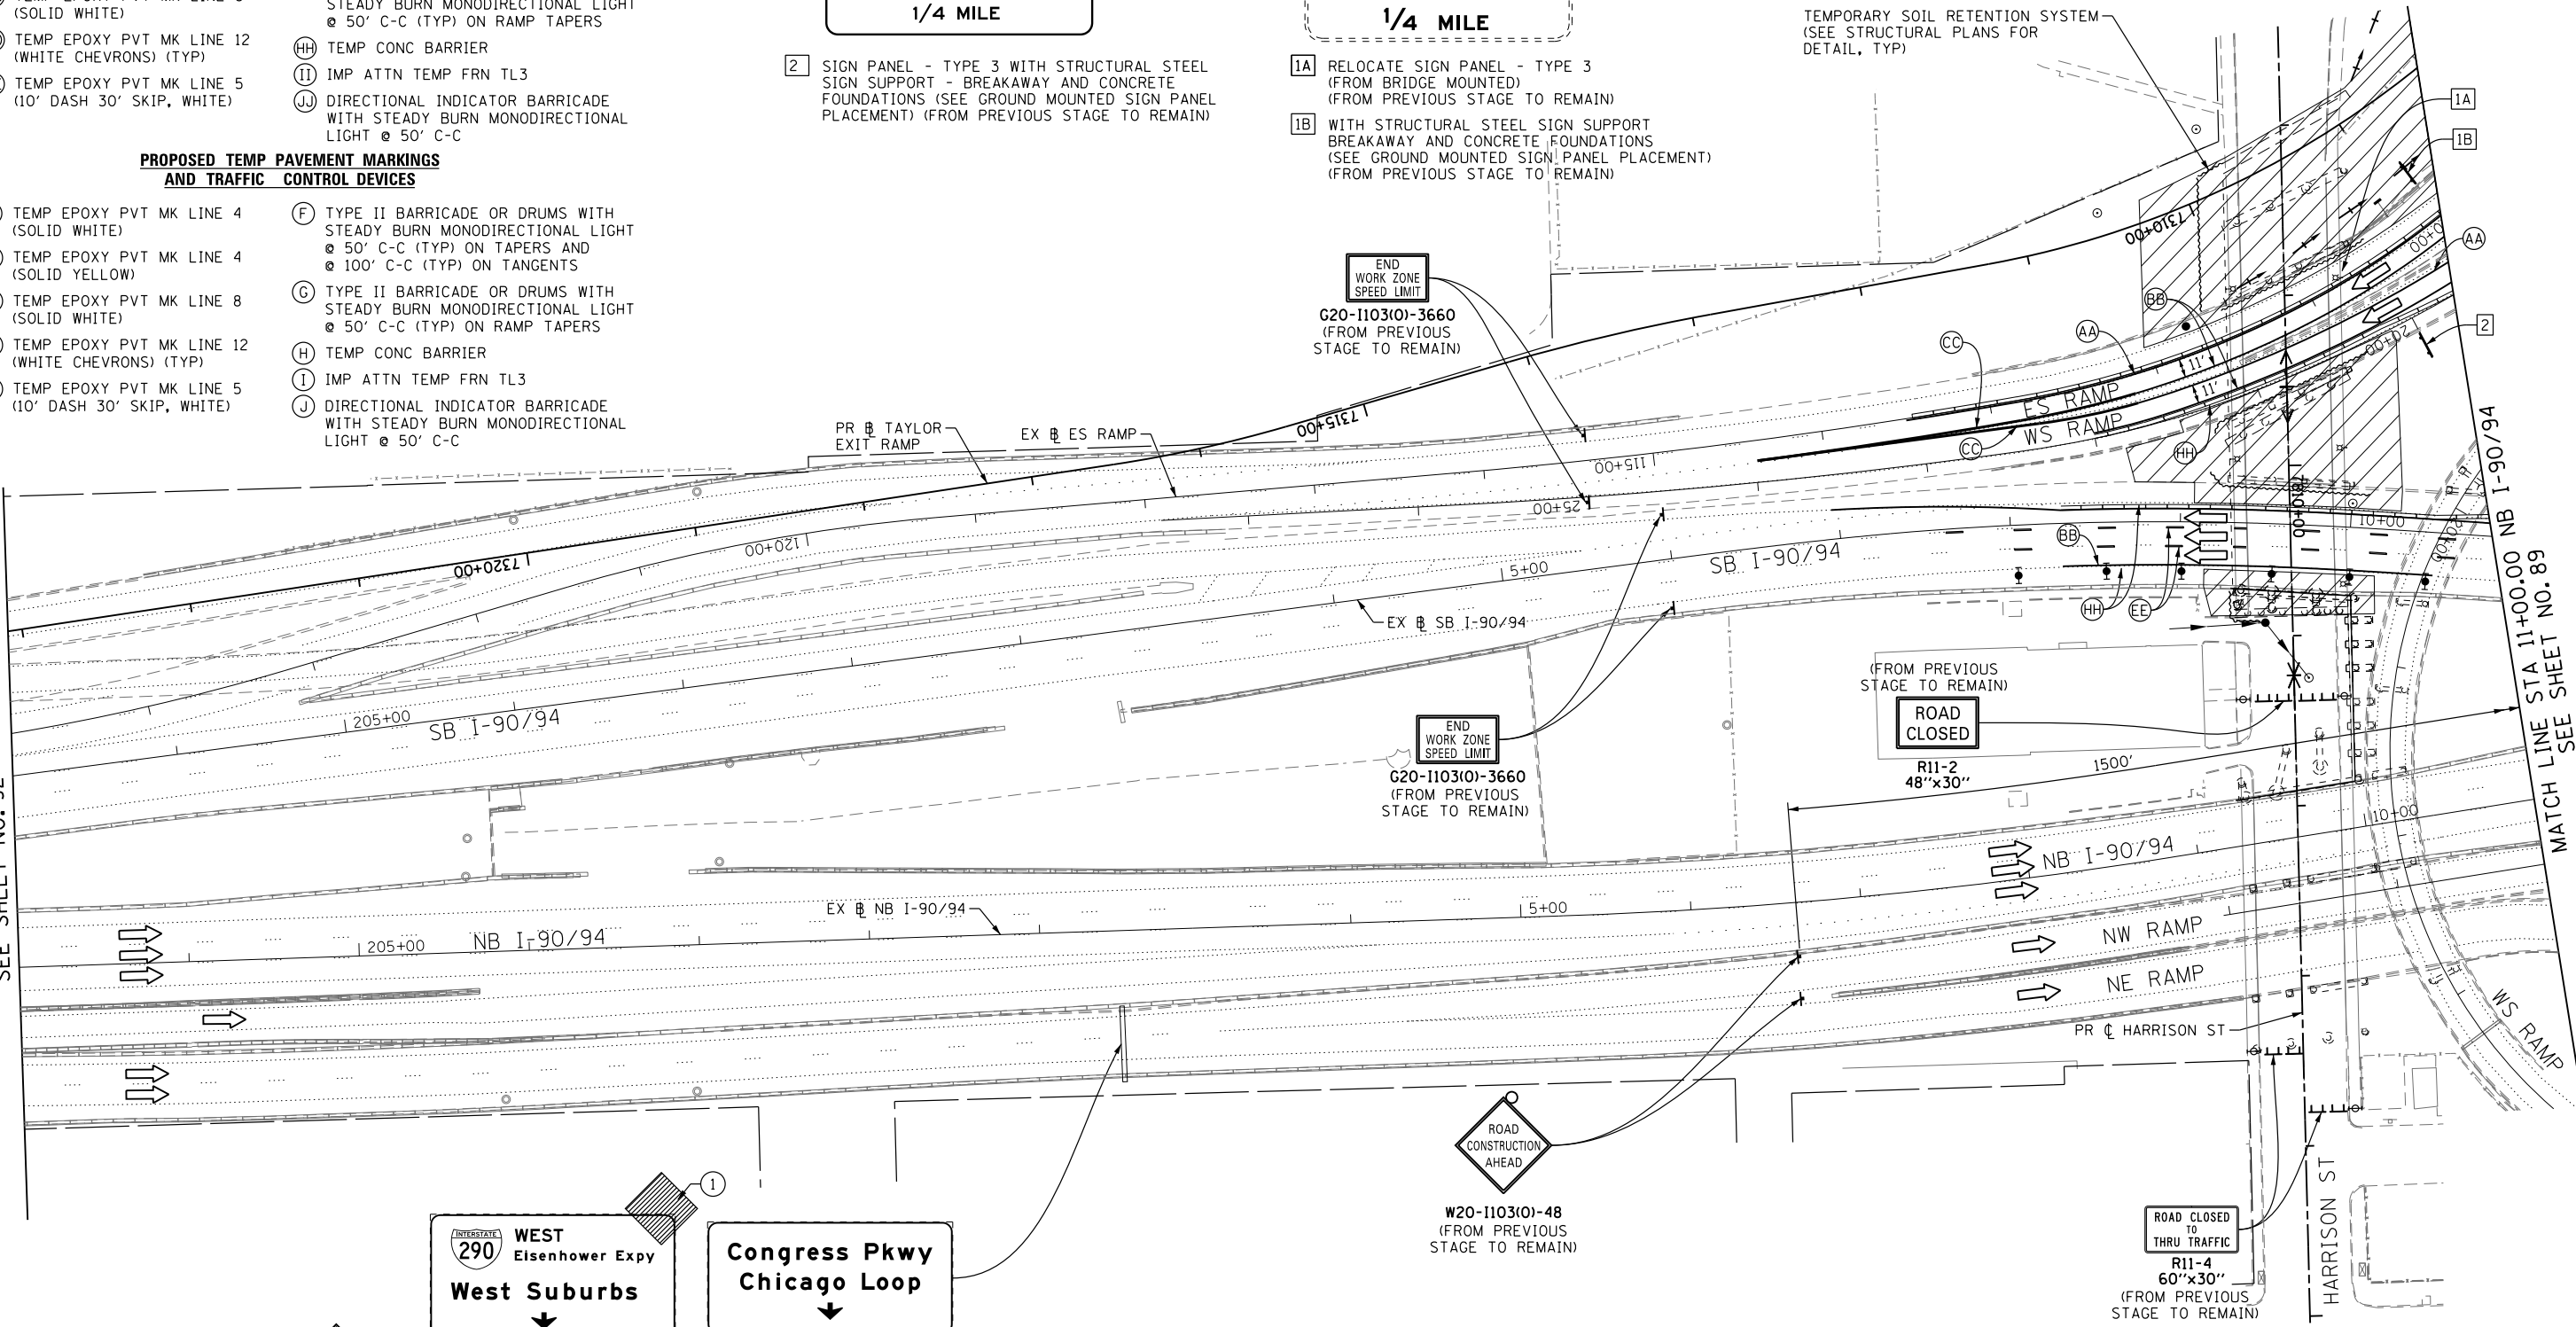 (SOLID WHITE)
TEMP EPOXY PVT MK LINE 12
(WHITE CHEVRONS) (TYP)
TEMP EPOXY PVT MK LINE 5
(10' DASH 30' SKIP, WHITE)
STEADY BURN MONODIRECTIONAL LIGHT
@ 50' C-C (TYP) ON RAMP TAPERS
HH TEMP CONC BARRIER
II IMP ATTN TEMP FRN TL3
JJ DIRECTIONAL INDICATOR BARRICADE
WITH STEADY BURN MONODIRECTIONAL
LIGHT @ 50' C-C
PROPOSED TEMP PAVEMENT MARKINGS
AND TRAFFIC CONTROL DEVICES
TEMP EPOXY PVT MK LINE 4
(SOLID WHITE)
TEMP EPOXY PVT MK LINE 4
(SOLID YELLOW)
TEMP EPOXY PVT MK LINE 8
(SOLID WHITE)
TEMP EPOXY PVT MK LINE 12
(WHITE CHEVRONS) (TYP)
TEMP EPOXY PVT MK LINE 5
(10' DASH 30' SKIP, WHITE)
F TYPE II BARRICADE OR DRUMS WITH
STEADY BURN MONODIRECTIONAL LIGHT
@ 50' C-C (TYP) ON TAPERS AND
@ 100' C-C (TYP) ON TANGENTS
G TYPE II BARRICADE OR DRUMS WITH
STEADY BURN MONODIRECTIONAL LIGHT
@ 50' C-C (TYP) ON RAMP TAPERS
H TEMP CONC BARRIER
I IMP ATTN TEMP FRN TL3
J DIRECTIONAL INDICATOR BARRICADE
WITH STEADY BURN MONODIRECTIONAL
LIGHT @ 50' C-C
1/4 MILE
2 SIGN PANEL - TYPE 3 WITH STRUCTURAL STEEL
SIGN SUPPORT - BREAKAWAY AND CONCRETE
FOUNDATIONS (SEE GROUND MOUNTED SIGN PANEL
PLACEMENT) (FROM PREVIOUS STAGE TO REMAIN)
1/4 MILE
1A RELOCATE SIGN PANEL - TYPE 3
(FROM BRIDGE MOUNTED)
(FROM PREVIOUS STAGE TO REMAIN)
1B WITH STRUCTURAL STEEL SIGN SUPPORT
BREAKAWAY AND CONCRETE FOUNDATIONS
(SEE GROUND MOUNTED SIGN PANEL PLACEMENT)
(FROM PREVIOUS STAGE TO REMAIN)
TEMPORARY SOIL RETENTION SYSTEM
(SEE STRUCTURAL PLANS FOR
DETAIL, TYP)
1A
1B
AA
2
7310+00
BB
AA
CC
CC
HH
11'
11'
ES RAMP
WS RAMP
20+00
END
WORK ZONE
SPEED LIMIT
G20-I103(0)-3660
(FROM PREVIOUS
STAGE TO REMAIN)
PR ℄ TAYLOR
EXIT RAMP
EX ℄ ES RAMP
7315+00
115+00
25+00
120+00
7320+00
SB I-90/94
5+00
EX ℄ SB I-90/94
BB
HH
EE
10+00
MATCH LINE STA 11+00.00 NB I-90/94
SEE SHEET NO. 89
205+00
SB I-90/94
END
WORK ZONE
SPEED LIMIT
G20-I103(0)-3660
(FROM PREVIOUS
STAGE TO REMAIN)
(FROM PREVIOUS
STAGE TO REMAIN)
ROAD
CLOSED
R11-2
48"x30"
1500'
10+00
NB I-90/94
SEE SHEET NO.
EX ℄ NB I-90/94
5+00
205+00
NB I-90/94
NW RAMP
NE RAMP
PR ℄ HARRISON ST
WS RAMP
ROAD
CONSTRUCTION
AHEAD
W20-I103(0)-48
(FROM PREVIOUS
STAGE TO REMAIN)
1
INTERSTATE
290
WEST
Eisenhower Expy
West Suburbs
Congress Pkwy
Chicago Loop
ROAD CLOSED
TO
THRU TRAFFIC
R11-4
60"x30"
(FROM PREVIOUS
STAGE TO REMAIN)
HARRISON ST